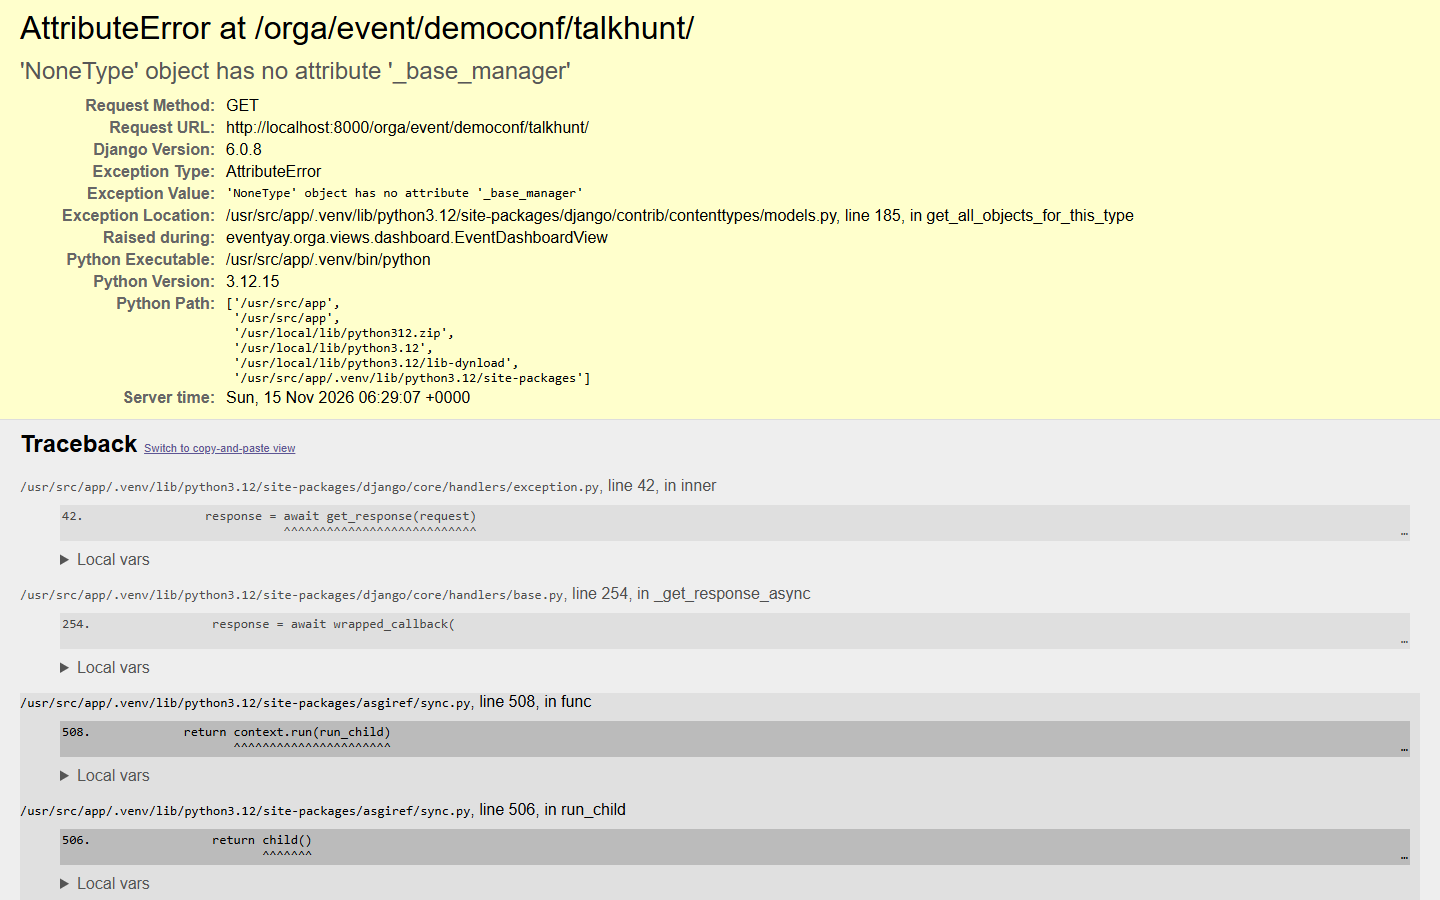 AttributeError at /orga/event/democonf/talkhunt/
'NoneType' object has no attribute '_base_manager'
Request Method: GET
Request URL: http://localhost:8000/orga/event/democonf/talkhunt/
Django Version: 6.0.8
Exception Type: AttributeError
Exception Value: 'NoneType' object has no attribute '_base_manager'
Exception Location: /usr/src/app/.venv/lib/python3.12/site-packages/django/contrib/contenttypes/models.py, line 185, in get_all_objects_for_this_type
Raised during: eventyay.orga.views.dashboard.EventDashboardView
Python Executable: /usr/src/app/.venv/bin/python
Python Version: 3.12.15
Python Path: ['/usr/src/app',
'/usr/src/app',
'/usr/local/lib/python312.zip',
'/usr/local/lib/python3.12',
'/usr/local/lib/python3.12/lib-dynload',
'/usr/src/app/.venv/lib/python3.12/site-packages']
Server time: Sun, 15 Nov 2026 06:29:07 +0000
Traceback Switch to copy-and-paste view
/usr/src/app/.venv/lib/python3.12/site-packages/django/core/handlers/exception.py, line 42, in inner
42. response = await get_response(request)
^^^^^^^^^^^^^^^^^^^^^^^^^^^ …
Local vars
/usr/src/app/.venv/lib/python3.12/site-packages/django/core/handlers/base.py, line 254, in _get_response_async
254. response = await wrapped_callback(
…
Local vars
/usr/src/app/.venv/lib/python3.12/site-packages/asgiref/sync.py, line 508, in func
508. return context.run(run_child)
^^^^^^^^^^^^^^^^^^^^^^ …
Local vars
/usr/src/app/.venv/lib/python3.12/site-packages/asgiref/sync.py, line 506, in run_child
506. return child()
^^^^^^^ …
Local vars